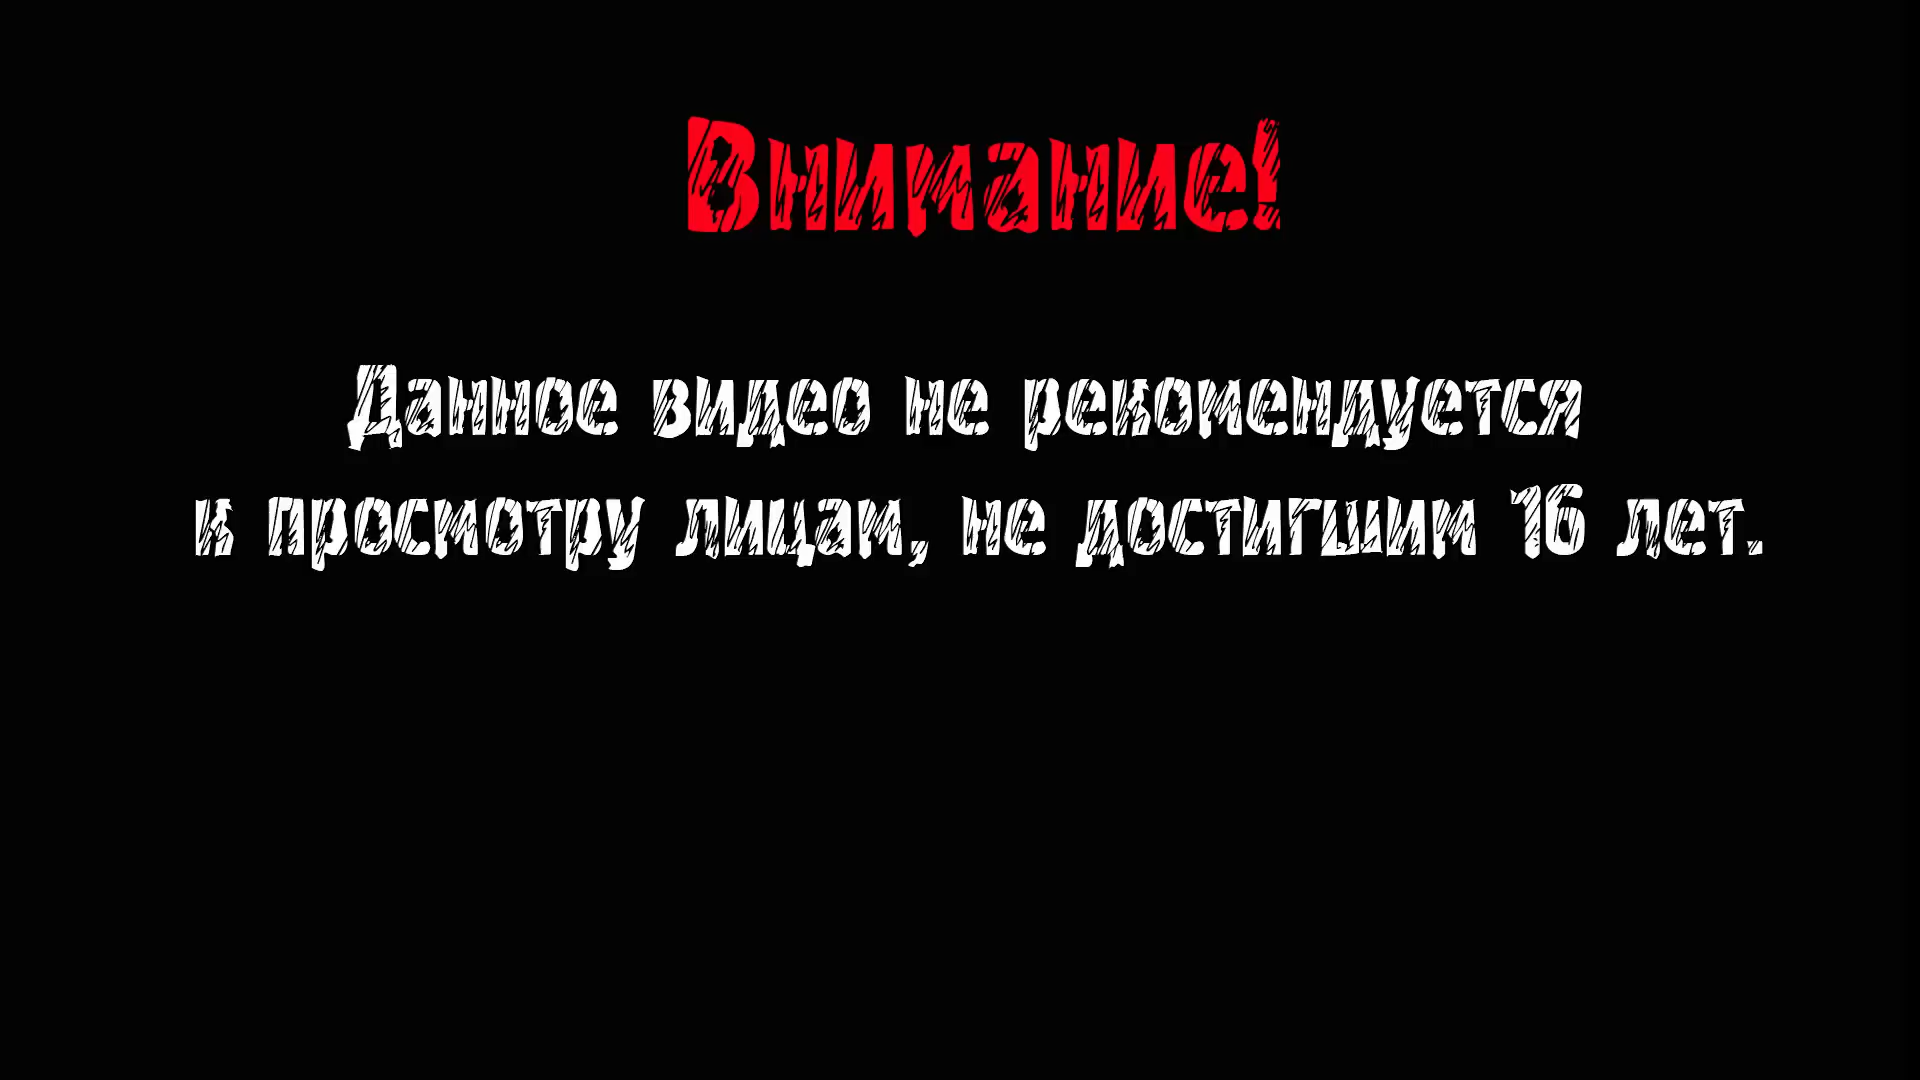 Внимание!
Данное видео не рекомендуется
к просмотру лицам, не достигшим 16 лет.